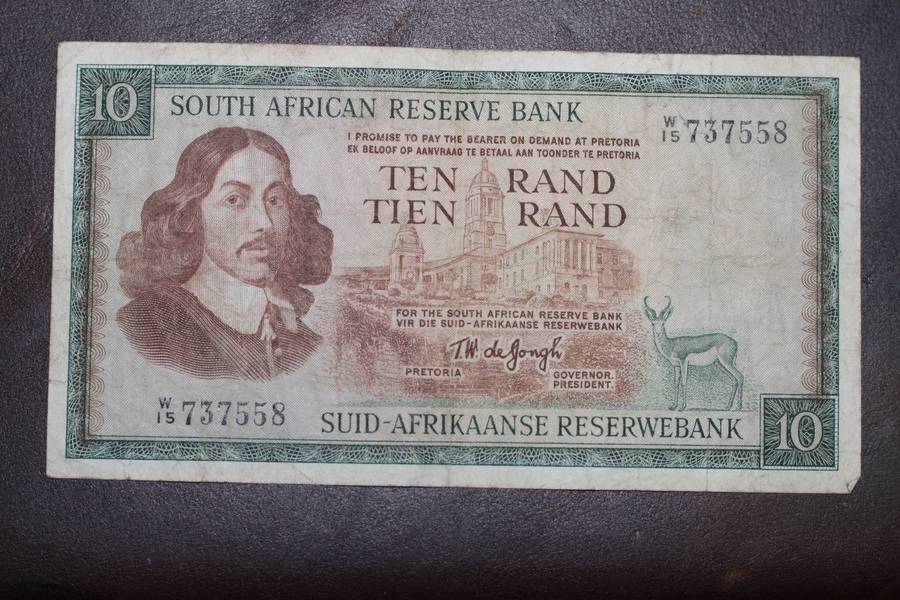 10
SOUTH AFRICAN RESERVE BANK
W/15 737558
I PROMISE TO PAY THE BEARER ON DEMAND AT PRETORIA
EK BELOOF OP AANVRAAG TE BETAAL AAN TOONDER TE PRETORIA
TEN RAND
TIEN RAND
FOR THE SOUTH AFRICAN RESERVE BANK
VIR DIE SUID-AFRIKAANSE RESERWEBANK
T.W. de Jongh
PRETORIA
GOVERNOR.
PRESIDENT.
W/15 737558
SUID-AFRIKAANSE RESERWEBANK
10